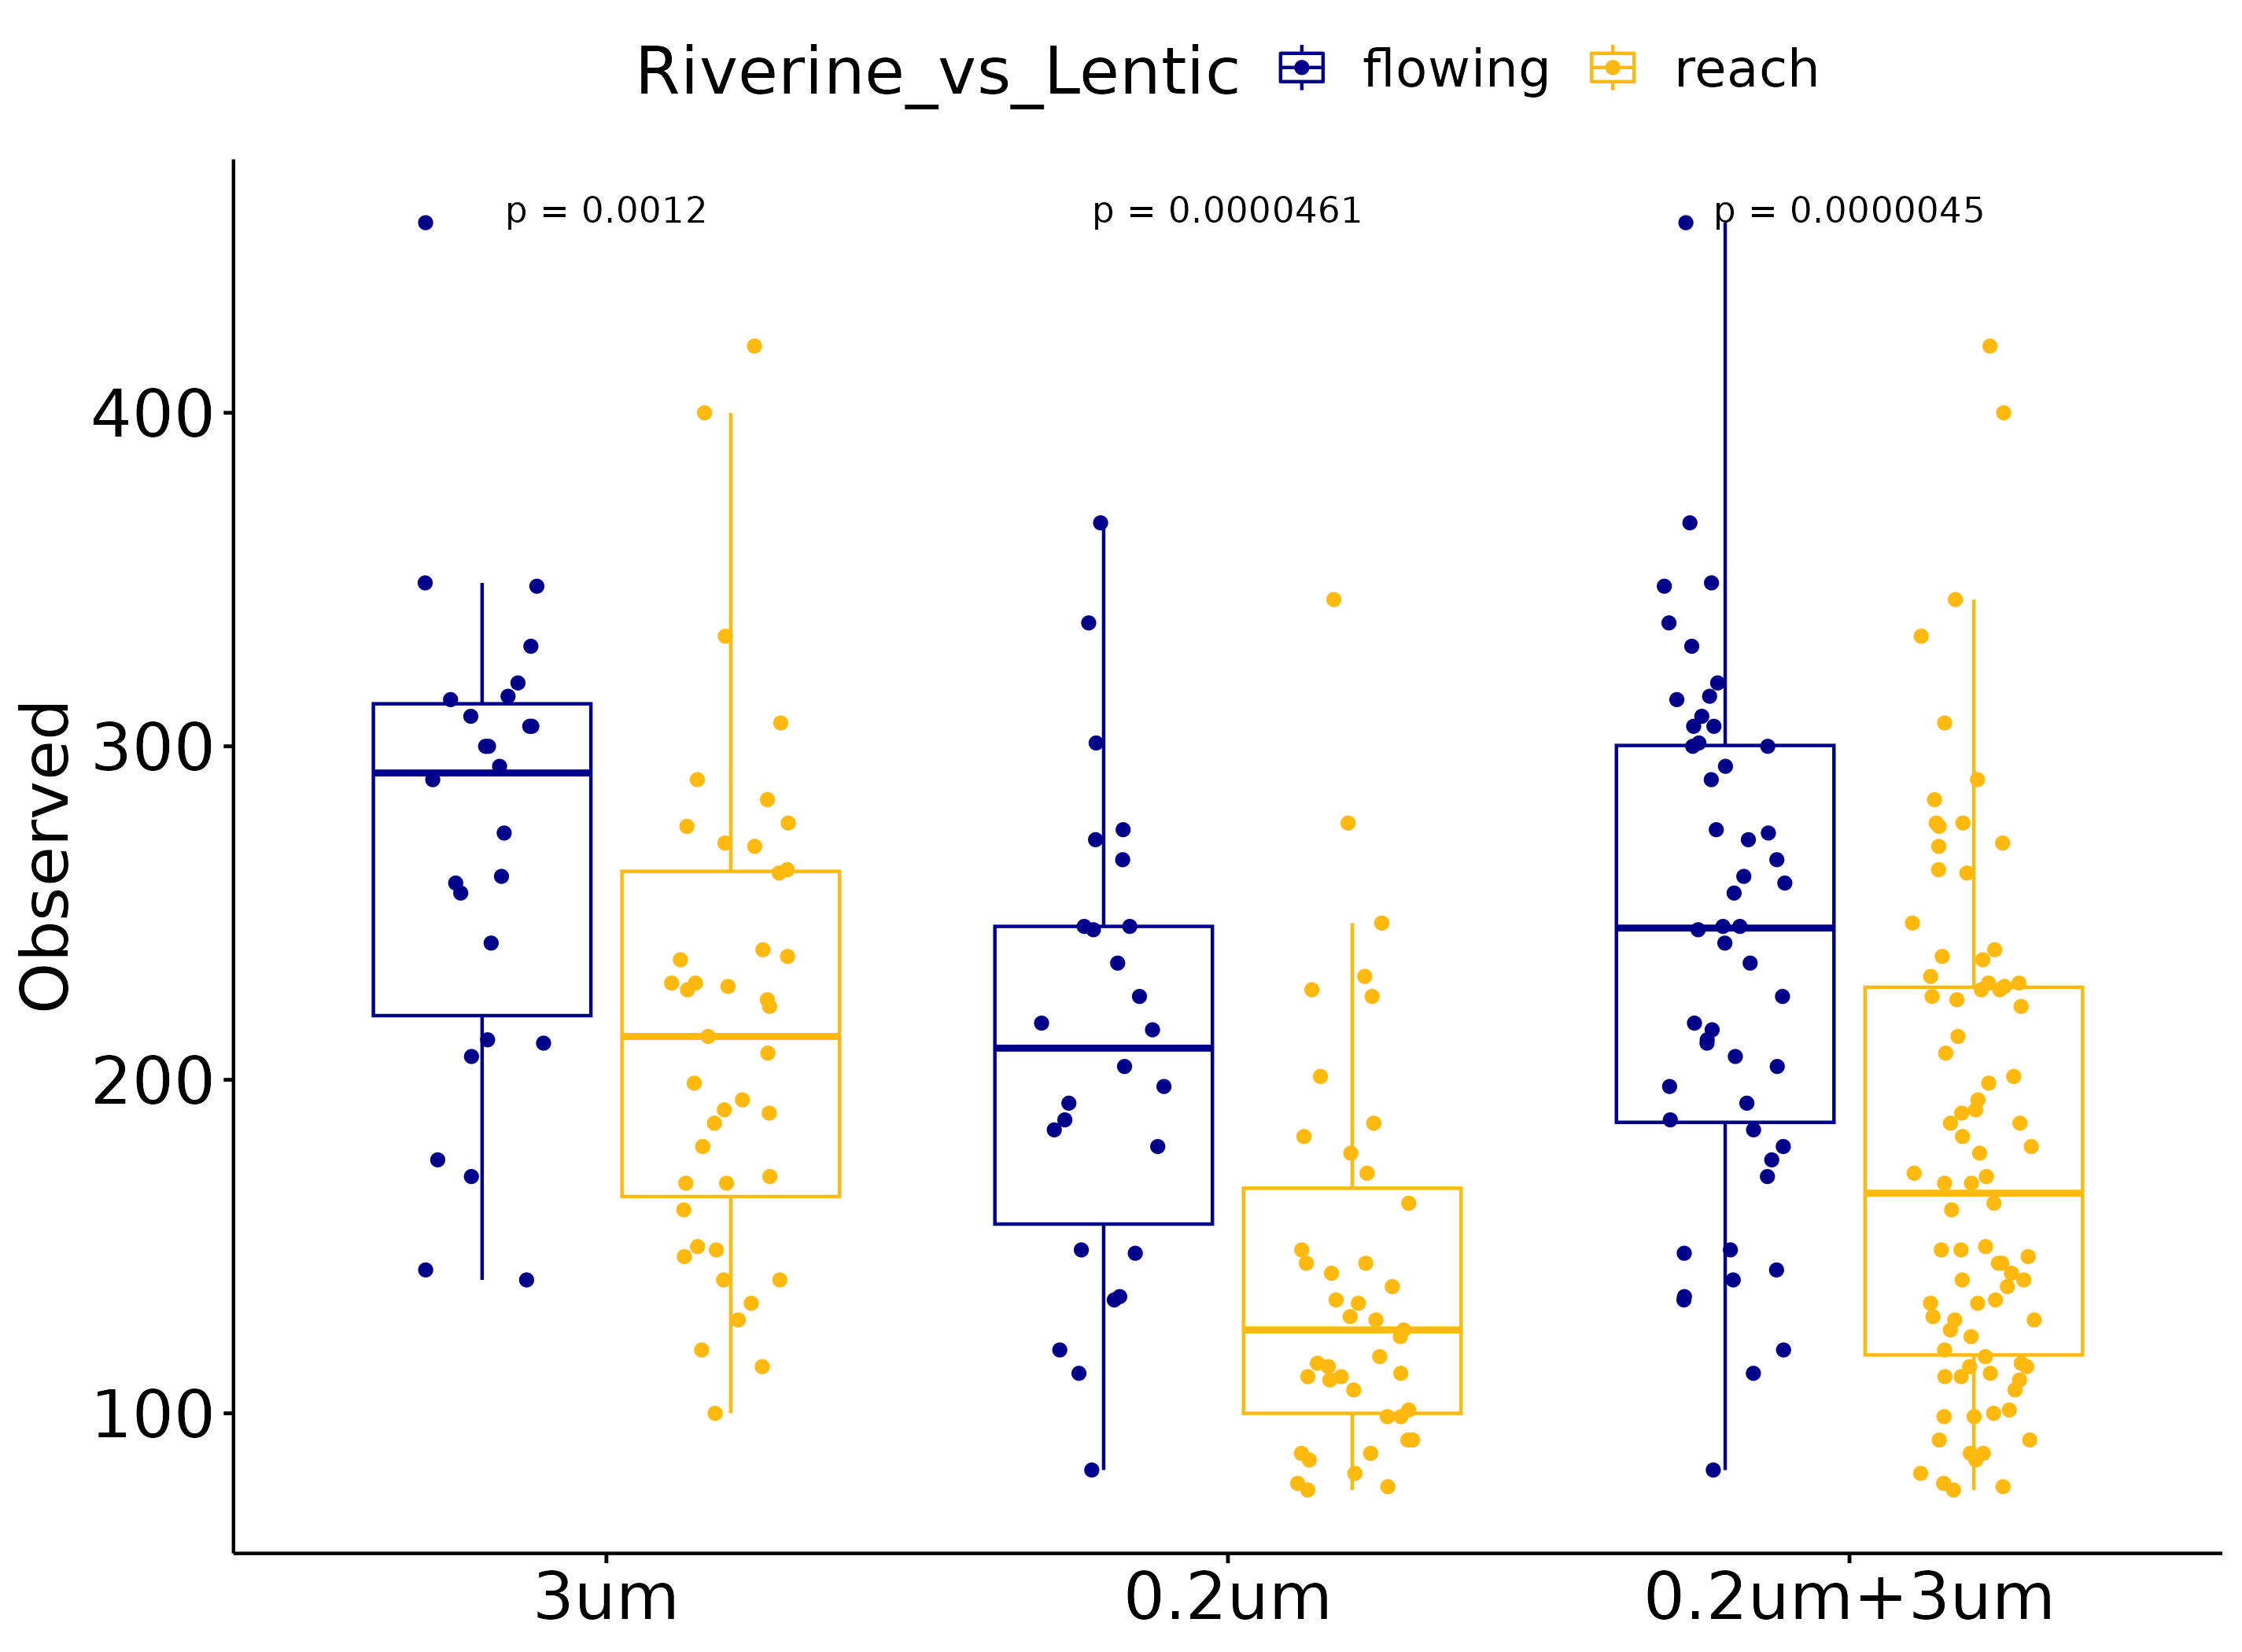 Riverine_vs_Lentic flowing reach
p = 0.0012 p = 0.0000461 p = 0.0000045
Observed
400
300
200
100
3um 0.2um 0.2um+3um